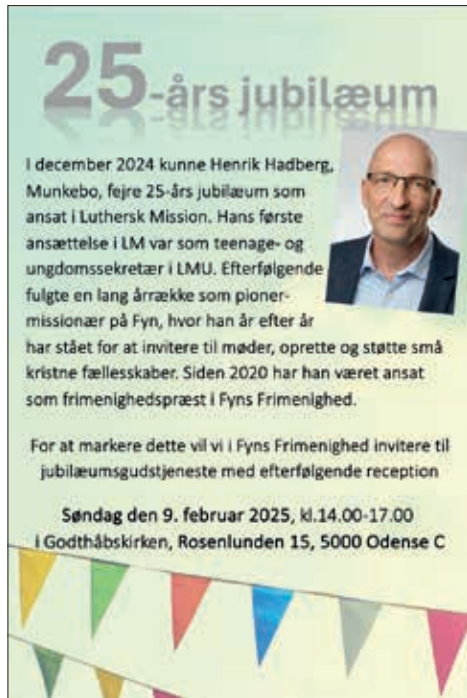 25-års jubilæum
I december 2024 kunne Henrik Hadberg,
Munkebo, fejre 25-års jubilæum som
ansat i Luthersk Mission. Hans første
ansættelse i LM var som teenage- og
ungdomssekretær i LMU. Efterfølgende
fulgte en lang årrække som pioner-
missionær på Fyn, hvor han år efter år
har stået for at invitere til møder, oprette og støtte små
kristne fællesskaber. Siden 2020 har han været ansat
som frimenighedspræst i Fyns Frimenighed.
For at markere dette vil vi i Fyns Frimenighed invitere til
jubilæumsgudstjeneste med efterfølgende reception
Søndag den 9. februar 2025, kl.14.00-17.00
i Godthåbskirken, Rosenlunden 15, 5000 Odense C